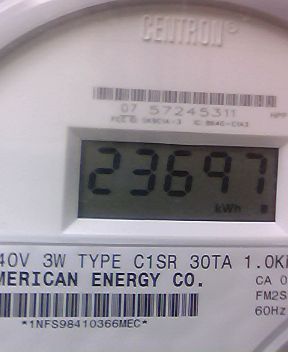 CENTRON®
07 57245311
23697
kWh
40V 3W TYPE C1SR 30TA 1.0K
MERICAN ENERGY CO.
CA 0
FM2S
60Hz
*1NFS98410366MEC*